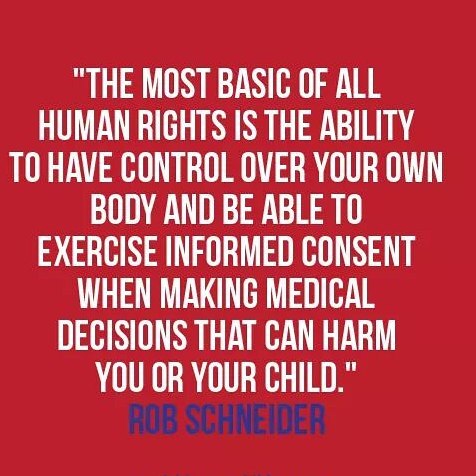 "THE MOST BASIC OF ALL
HUMAN RIGHTS IS THE ABILITY
TO HAVE CONTROL OVER YOUR OWN
BODY AND BE ABLE TO
EXERCISE INFORMED CONSENT
WHEN MAKING MEDICAL
DECISIONS THAT CAN HARM
YOU OR YOUR CHILD."
ROB SCHNEIDER